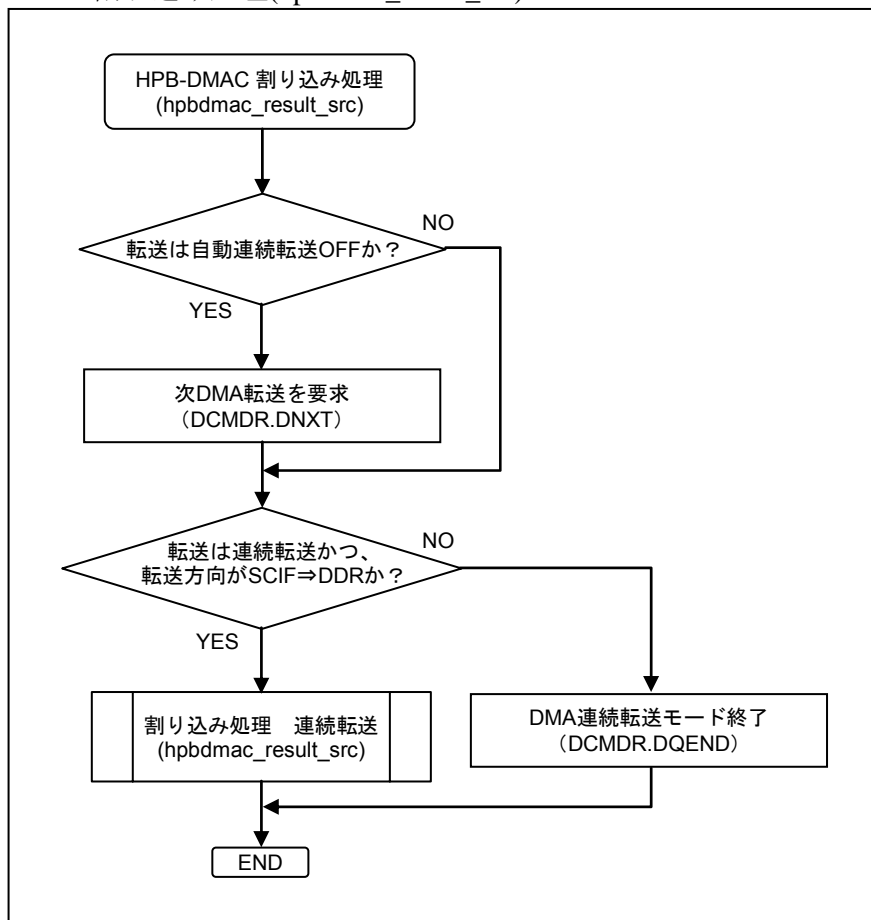 HPB-DMAC 割り込み処理
(hpbdmac_result_src)
転送は自動連続転送OFFか？
NO
YES
次DMA転送を要求
（DCMDR.DNXT）
転送は連続転送かつ、
転送方向がSCIF⇒DDRか？
NO
YES
割り込み処理　連続転送
(hpbdmac_result_src)
DMA連続転送モード終了
（DCMDR.DQEND）
END